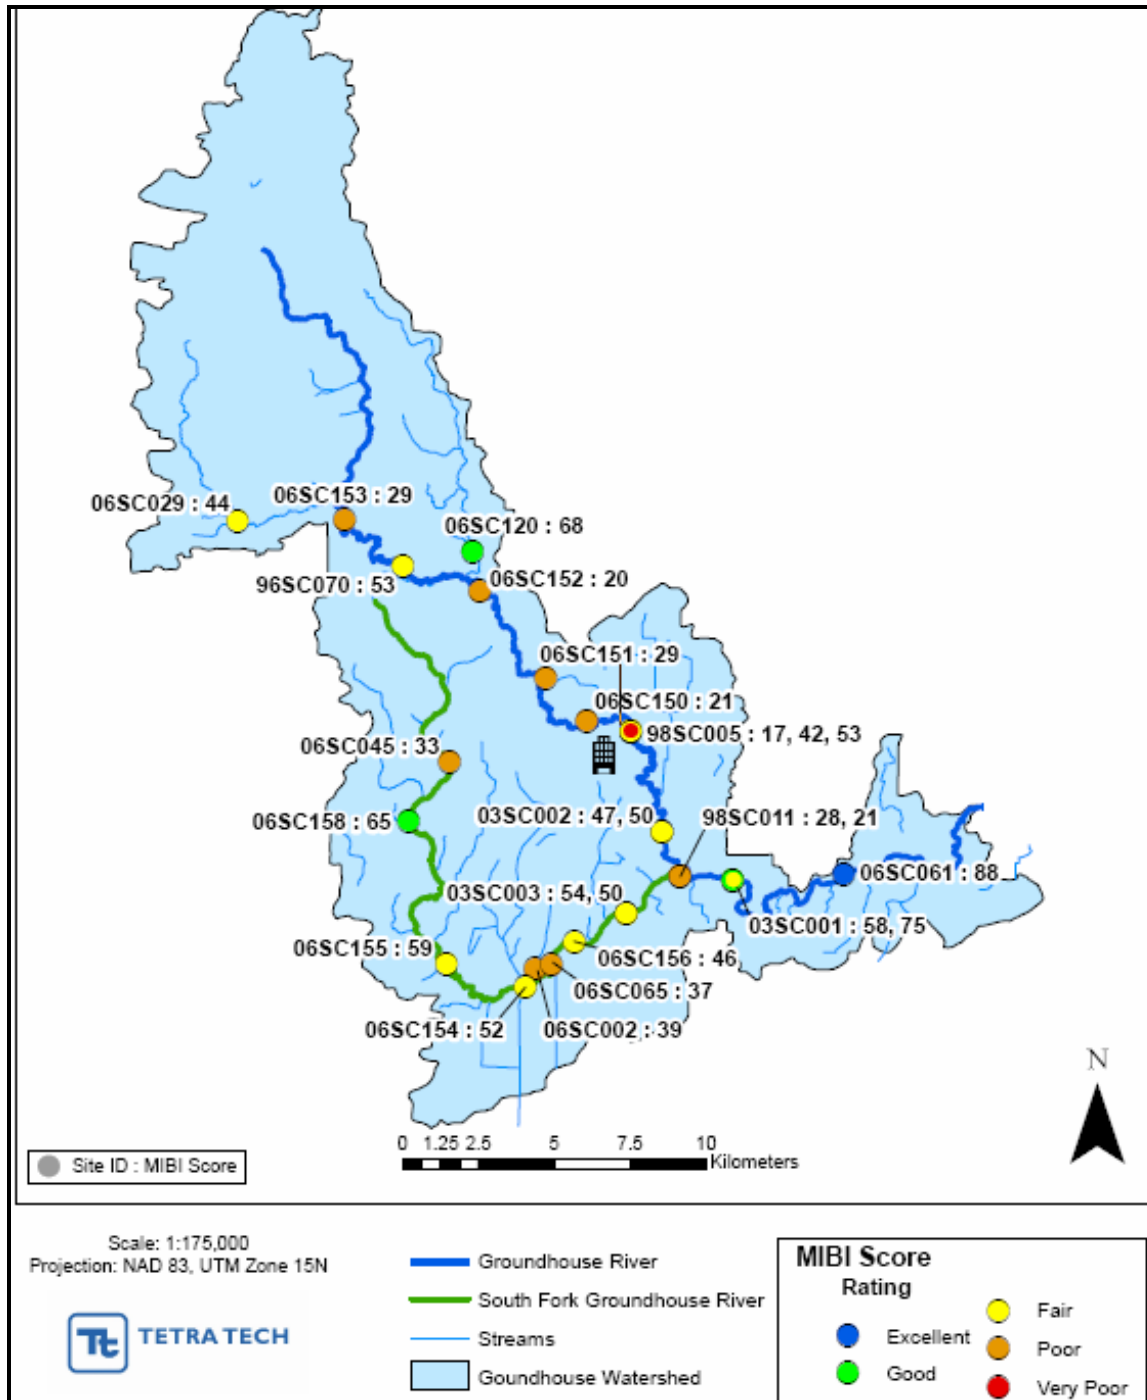 06SC029 : 44
06SC153 : 29
06SC120 : 68
96SC070 : 53
06SC152 : 20
06SC151 : 29
06SC150 : 21
98SC005 : 17, 42, 53
06SC045 : 33
06SC158 : 65
03SC002 : 47, 50
98SC011 : 28, 21
06SC061 : 88
03SC003 : 54, 50
03SC001 : 58, 75
06SC155 : 59
06SC156 : 46
06SC065 : 37
06SC154 : 52
06SC002 : 39
N
0 1.25 2.5 5 7.5 10
Kilometers
Site ID : MIBI Score
Scale: 1:175,000
Projection: NAD 83, UTM Zone 15N
Tt TETRA TECH
Groundhouse River
South Fork Groundhouse River
Streams
Goundhouse Watershed
MIBI Score
Rating
Excellent
Good
Fair
Poor
Very Poor